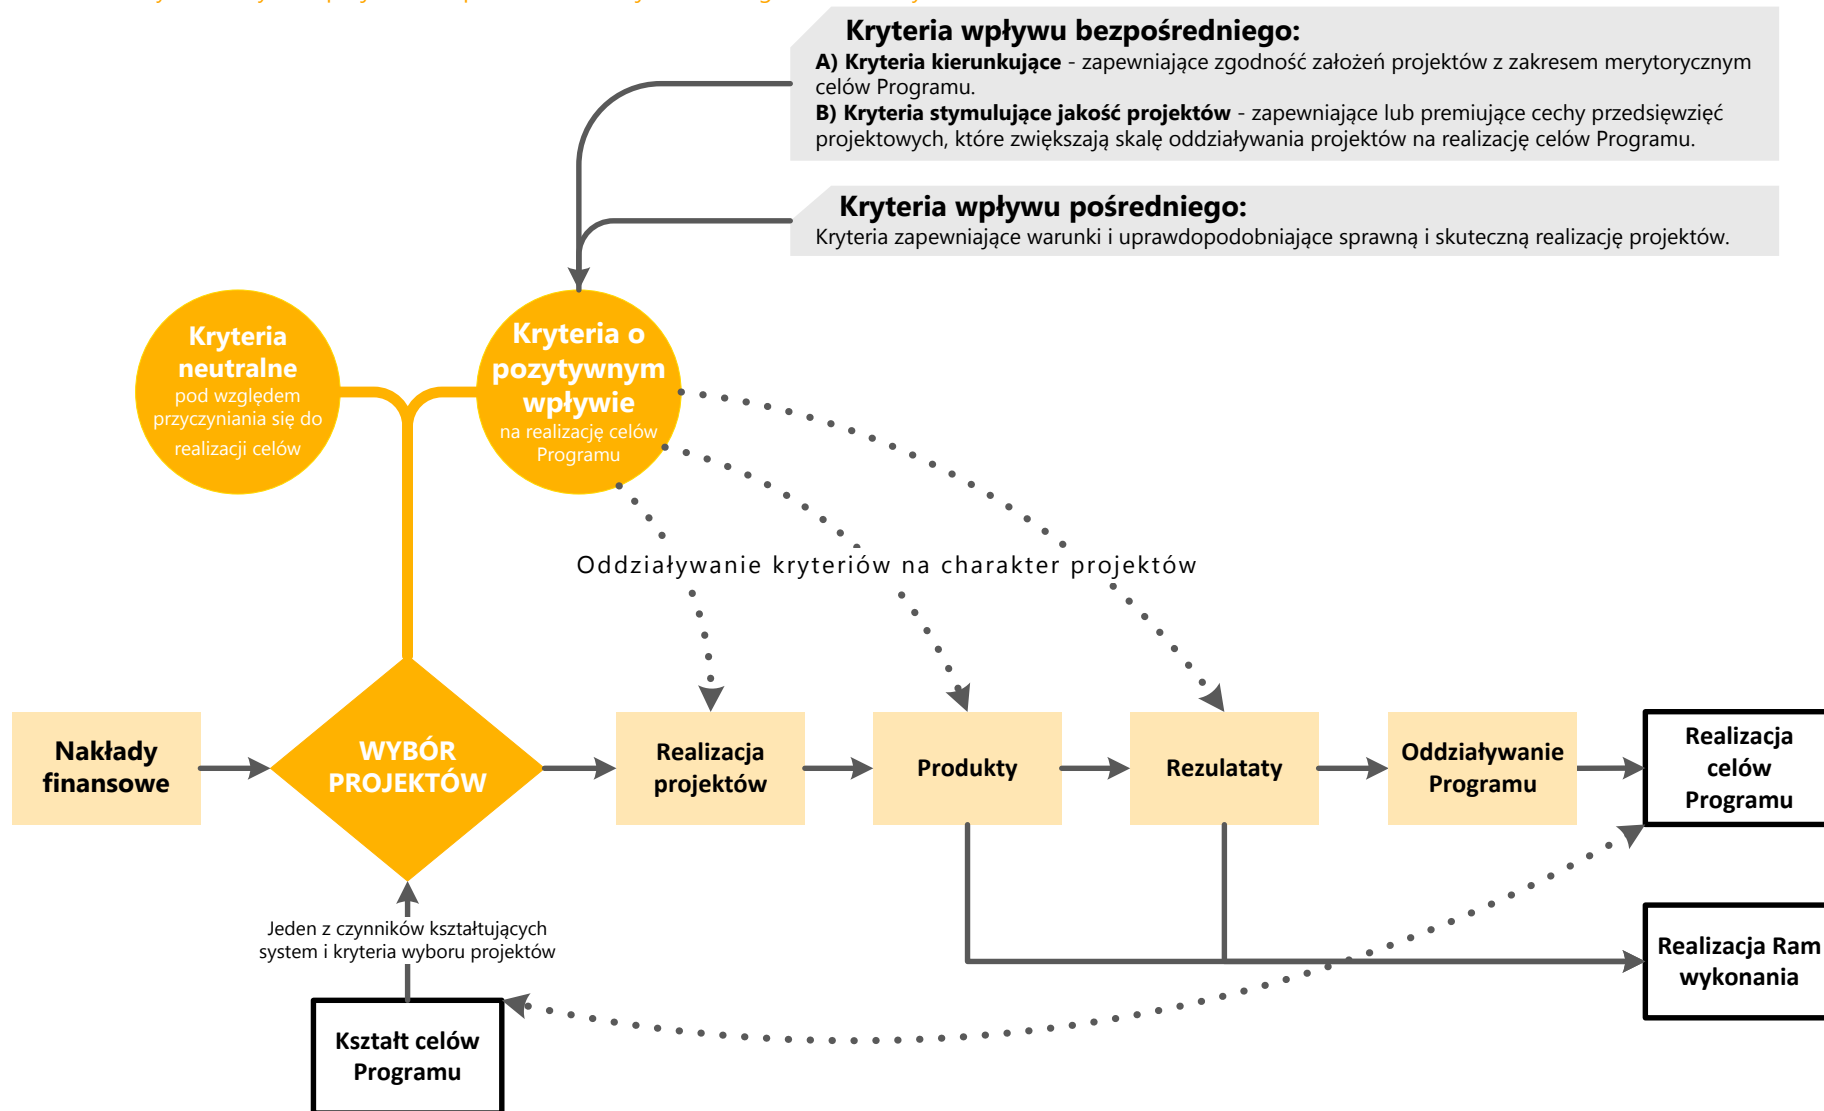 Kryteria wpływu bezpośredniego:
A) Kryteria kierunkujące - zapewniające zgodność założeń projektów z zakresem merytorycznym
celów Programu.
B) Kryteria stymulujące jakość projektów - zapewniające lub premiujące cechy przedsięwzięć
projektowych, które zwiększają skalę oddziaływania projektów na realizację celów Programu.
Kryteria wpływu pośredniego:
Kryteria zapewniające warunki i uprawdopodobniające sprawną i skuteczną realizację projektów.
Kryteria
neutralne
pod względem
przyczyniania się do
realizacji celów
Kryteria o
pozytywnym
wpływie
na realizację celów
Programu
Oddziaływanie kryteriów na charakter projektów
Nakłady
finansowe
WYBÓR
PROJEKTÓW
Realizacja
projektów
Produkty
Rezulataty
Oddziaływanie
Programu
Realizacja
celów
Programu
Jeden z czynników kształtujących
system i kryteria wyboru projektów
Realizacja Ram
wykonania
Kształt celów
Programu